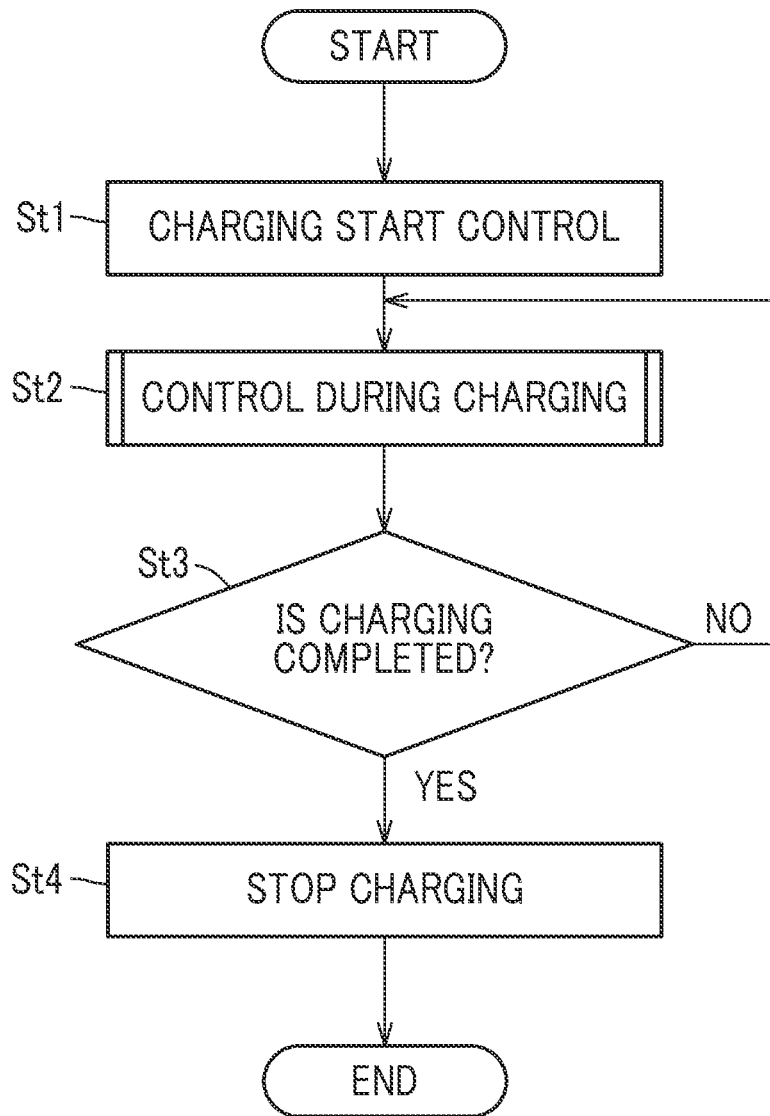 START
St1
CHARGING START CONTROL
St2
CONTROL DURING CHARGING
St3
IS CHARGING
COMPLETED?
NO
YES
St4
STOP CHARGING
END